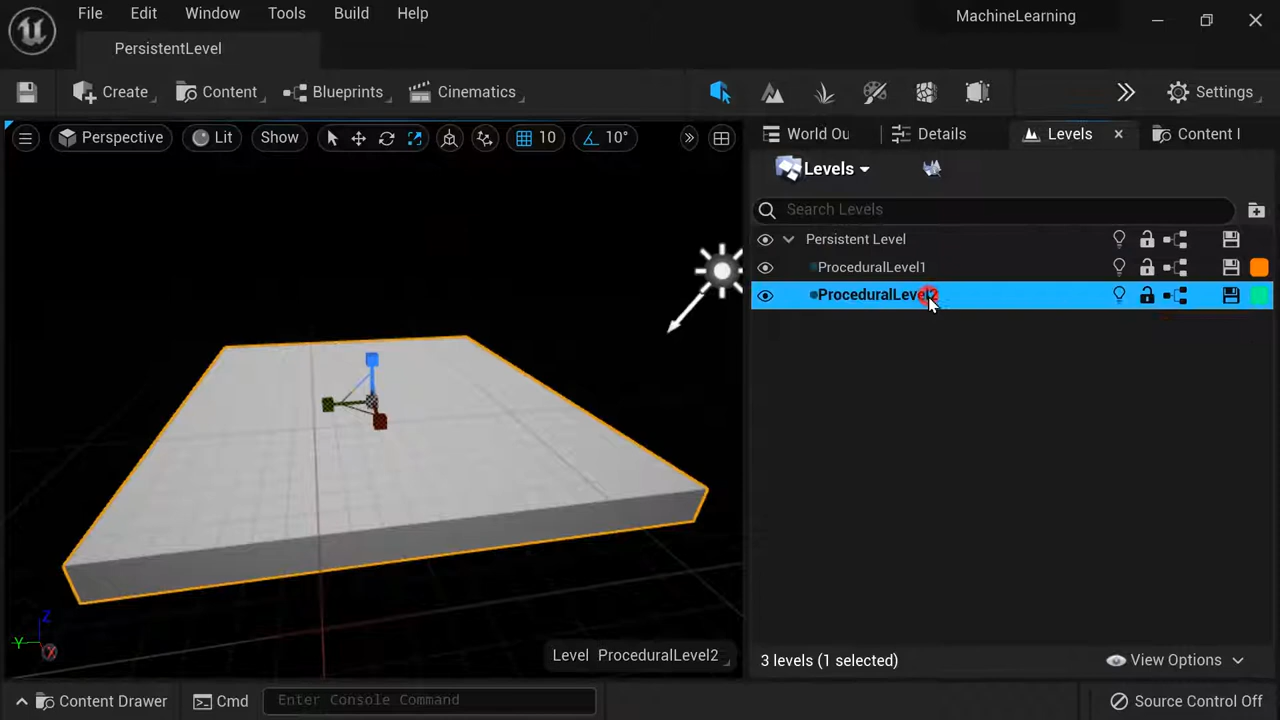 File Edit Window Tools Build Help MachineLearning
PersistentLevel
Create Content Blueprints Cinematics Settings
Perspective Lit Show 10 10°
World Ou Details Levels Content I
Levels
Search Levels
Persistent Level
ProceduralLevel1
ProceduralLevel2
Z
Y
Level ProceduralLevel2
3 levels (1 selected) View Options
Content Drawer Cmd Enter Console Command Source Control Off